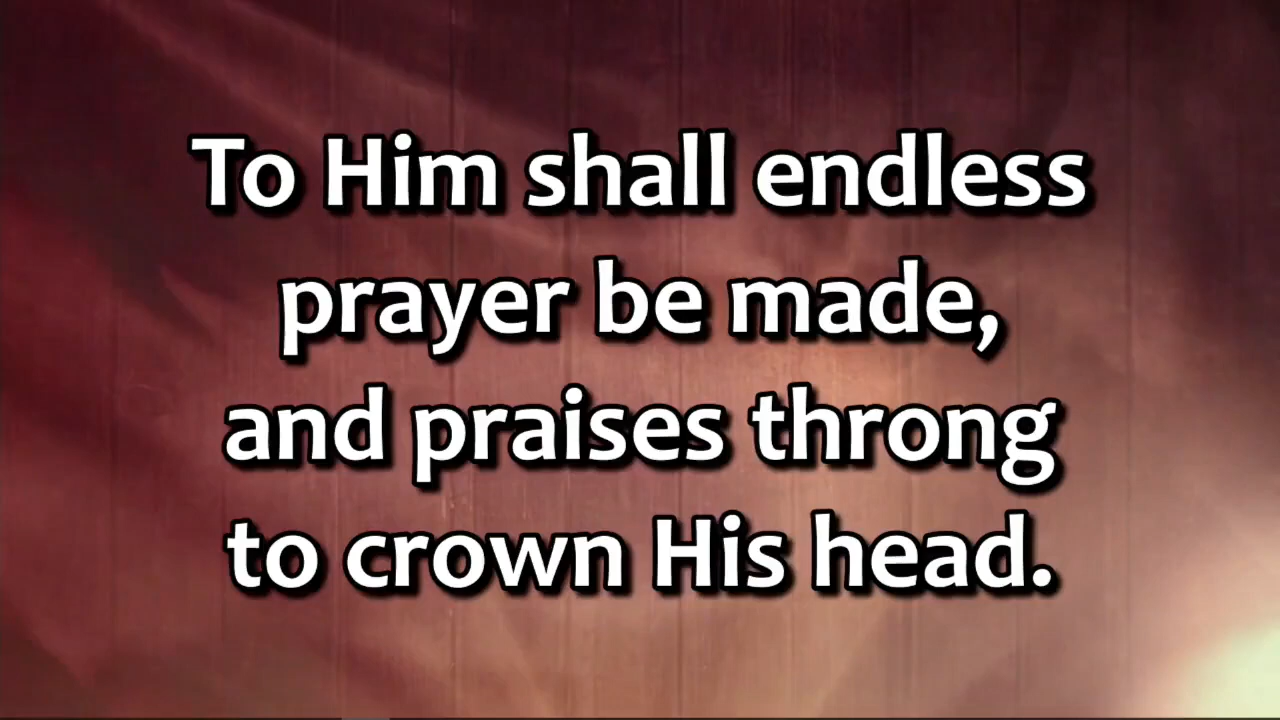 To Him shall endless
prayer be made,
and praises throng
to crown His head.